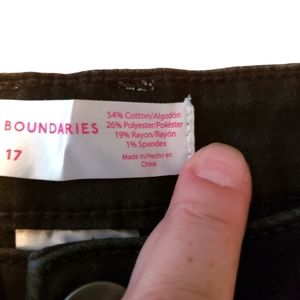 BOUNDARIES
17
54% Cotton/Algodón
26% Polyester/Poliéster
19% Rayon/Rayón
1% Spandex
Made in/Hecho en
China